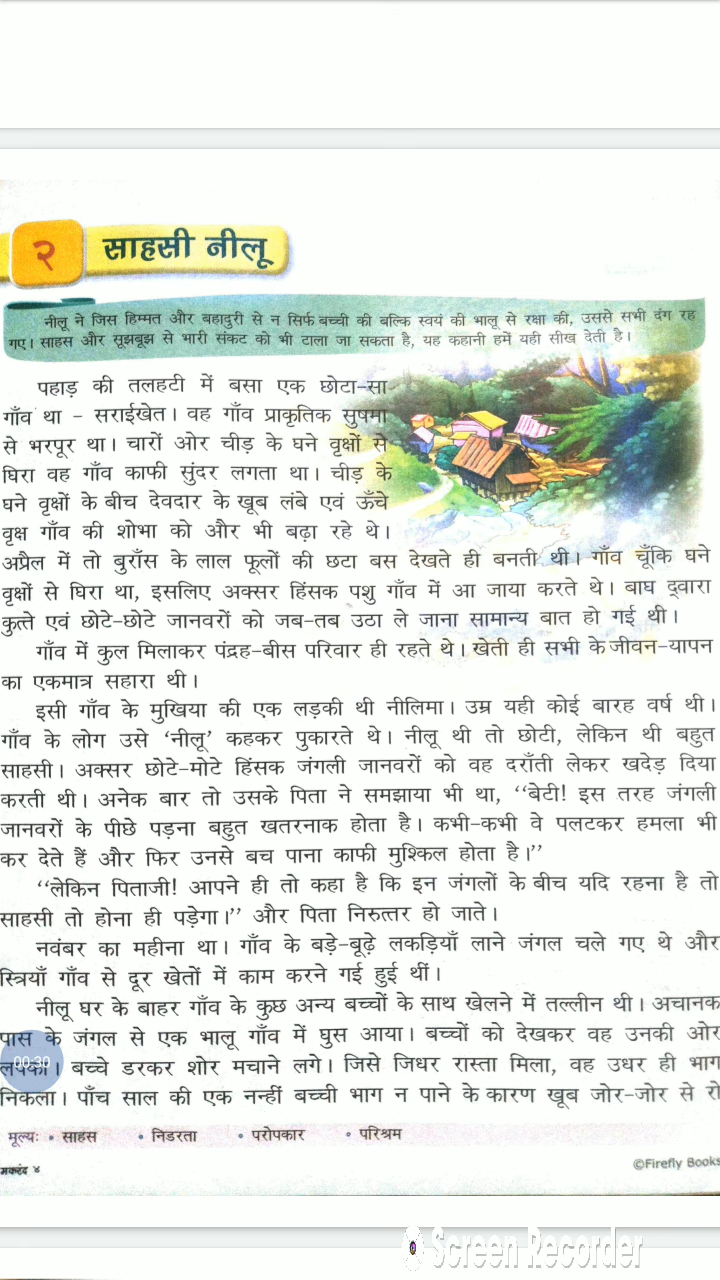 २
साहसी नीलू
नीलू ने जिस हिम्मत और बहादुरी से न सिर्फ बच्ची की बल्कि स्वयं की भालू से रक्षा की, उससे सभी दंग रह
गए। साहस और सूझबूझ से भारी संकट को भी टाला जा सकता है, यह कहानी हमें यही सीख देती है।
पहाड़ की तलहटी में बसा एक छोटा-सा
गाँव था – सराईखेत। वह गाँव प्राकृतिक सुषमा
से भरपूर था। चारों ओर चीड़ के घने वृक्षों से
घिरा वह गाँव काफी सुंदर लगता था। चीड़ के
घने वृक्षों के बीच देवदार के खूब लंबे एवं ऊँचे
वृक्ष गाँव की शोभा को और भी बढ़ा रहे थे।
अप्रैल में तो बुराँस के लाल फूलों की छटा बस देखते ही बनती थी। गाँव चूँकि घने
वृक्षों से घिरा था, इसलिए अक्सर हिंसक पशु गाँव में आ जाया करते थे। बाघ द्वारा
कुत्ते एवं छोटे-छोटे जानवरों को जब-तब उठा ले जाना सामान्य बात हो गई थी।
गाँव में कुल मिलाकर पंद्रह-बीस परिवार ही रहते थे। खेती ही सभी के जीवन-यापन
का एकमात्र सहारा थी।
इसी गाँव के मुखिया की एक लड़की थी नीलिमा। उम्र यही कोई बारह वर्ष थी।
गाँव के लोग उसे ‘नीलू’ कहकर पुकारते थे। नीलू थी तो छोटी, लेकिन थी बहुत
साहसी। अक्सर छोटे-मोटे हिंसक जंगली जानवरों को वह दराँती लेकर खदेड़ दिया
करती थी। अनेक बार तो उसके पिता ने समझाया भी था, “बेटी! इस तरह जंगली
जानवरों के पीछे पड़ना बहुत खतरनाक होता है। कभी-कभी वे पलटकर हमला भी
कर देते हैं और फिर उनसे बच पाना काफी मुश्किल होता है।”
“लेकिन पिताजी! आपने ही तो कहा है कि इन जंगलों के बीच यदि रहना है तो
साहसी तो होना ही पड़ेगा।” और पिता निरुत्तर हो जाते।
नवंबर का महीना था। गाँव के बड़े-बूढ़े लकड़ियाँ लाने जंगल चले गए थे और
स्त्रियाँ गाँव से दूर खेतों में काम करने गई हुई थीं।
नीलू घर के बाहर गाँव के कुछ अन्य बच्चों के साथ खेलने में तल्लीन थी। अचानक
पास के जंगल से एक भालू गाँव में घुस आया। बच्चों को देखकर वह उनकी ओर
लपका। बच्चे डरकर शोर मचाने लगे। जिसे जिधर रास्ता मिला, वह उधर ही भाग
निकला। पाँच साल की एक नन्हीं बच्ची भाग न पाने के कारण खूब जोर-जोर से रो
00:30
मूल्यः • साहस • निडरता • परोपकार • परिश्रम
मकरंद ४
©Firefly Books
Screen Recorder